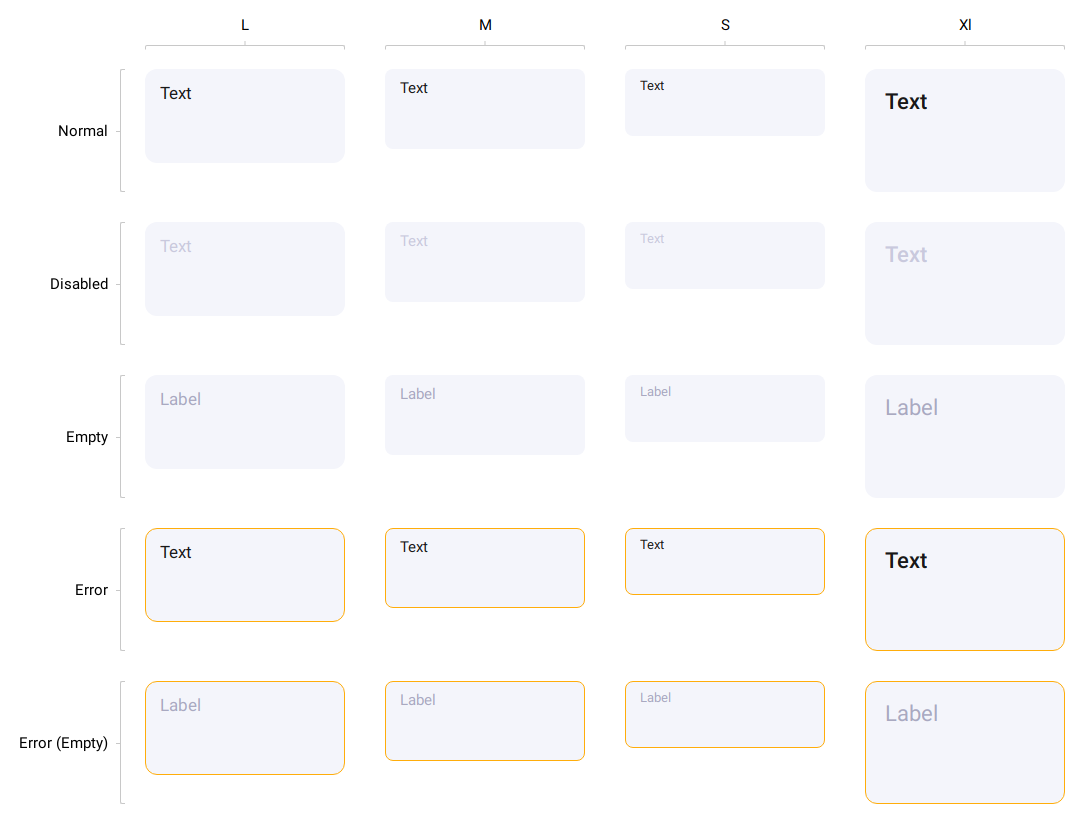 L M S Xl
Normal Text Text Text Text
Disabled Text Text Text Text
Empty Label Label Label Label
Error Text Text Text Text
Error (Empty) Label Label Label Label